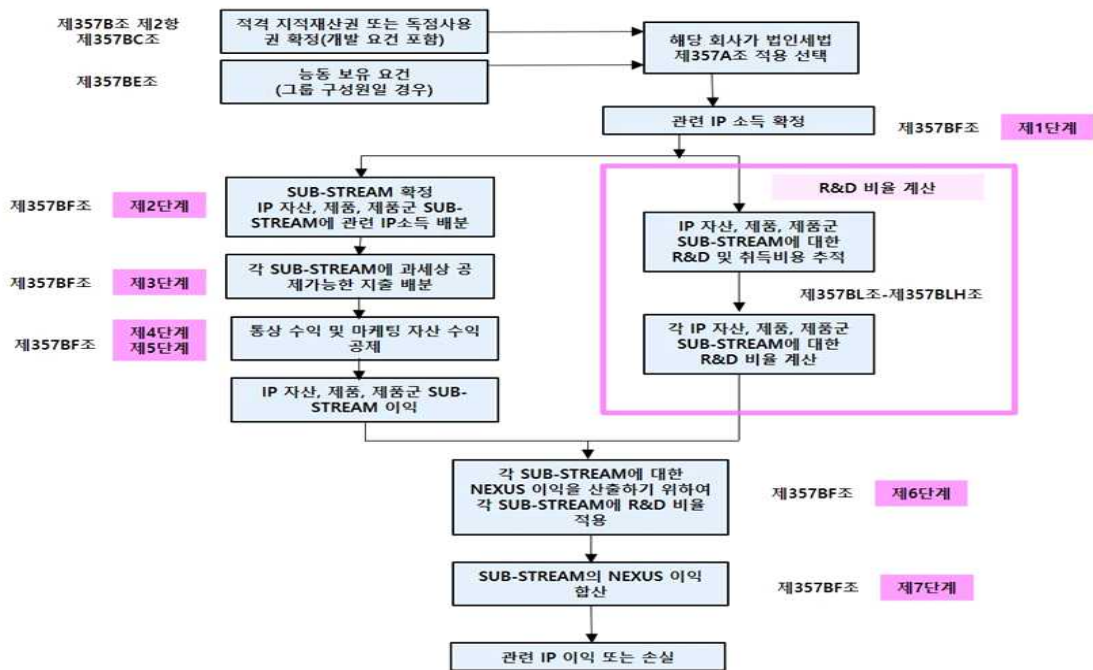 제357B조 제2항
제357BC조
적격 지적재산권 또는 독점사용
권 확정(개발 요건 포함)
해당 회사가 법인세법
제357A조 적용 선택
제357BE조
능동 보유 요건
(그룹 구성원일 경우)
관련 IP 소득 확정
제357BF조
제1단계
R&D 비율 계산
제357BF조
제2단계
SUB-STREAM 확정
IP 자산, 제품, 제품군 SUB-
STREAM에 관련 IP소득 배분
IP 자산, 제품, 제품군
SUB-STREAM에 대한
R&D 및 취득비용 추적
제357BF조
제3단계
각 SUB-STREAM에 과세상 공
제가능한 지출 배분
제357BL조-제357BLH조
제357BF조
제4단계
제5단계
통상 수익 및 마케팅 자산 수익
공제
각 IP 자산, 제품, 제품군
SUB-STREAM에 대한
R&D 비율 계산
IP 자산, 제품, 제품군 SUB-
STREAM 이익
각 SUB-STREAM에 대한
NEXUS 이익을 산출하기 위하여
각 SUB-STREAM에 R&D 비율
적용
제357BF조
제6단계
SUB-STREAM의 NEXUS 이익
합산
제357BF조
제7단계
관련 IP 이익 또는 손실